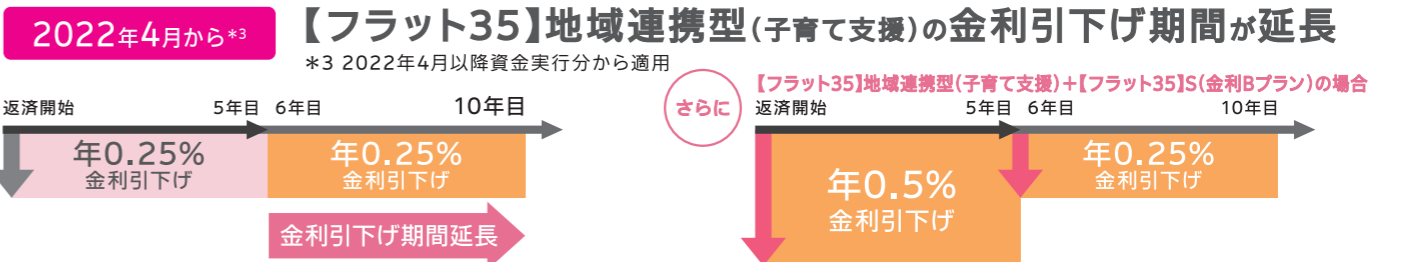 2022年4月から*3
【フラット35】地域連携型(子育て支援)の金利引下げ期間が延長
*3 2022年4月以降資金実行分から適用
返済開始 5年目 6年目 10年目
年0.25% 年0.25%
金利引下げ 金利引下げ
金利引下げ期間延長
さらに
【フラット35】地域連携型(子育て支援)+【フラット35】S(金利Bプラン)の場合
返済開始 5年目 6年目 10年目
年0.5%
金利引下げ
年0.25%
金利引下げ